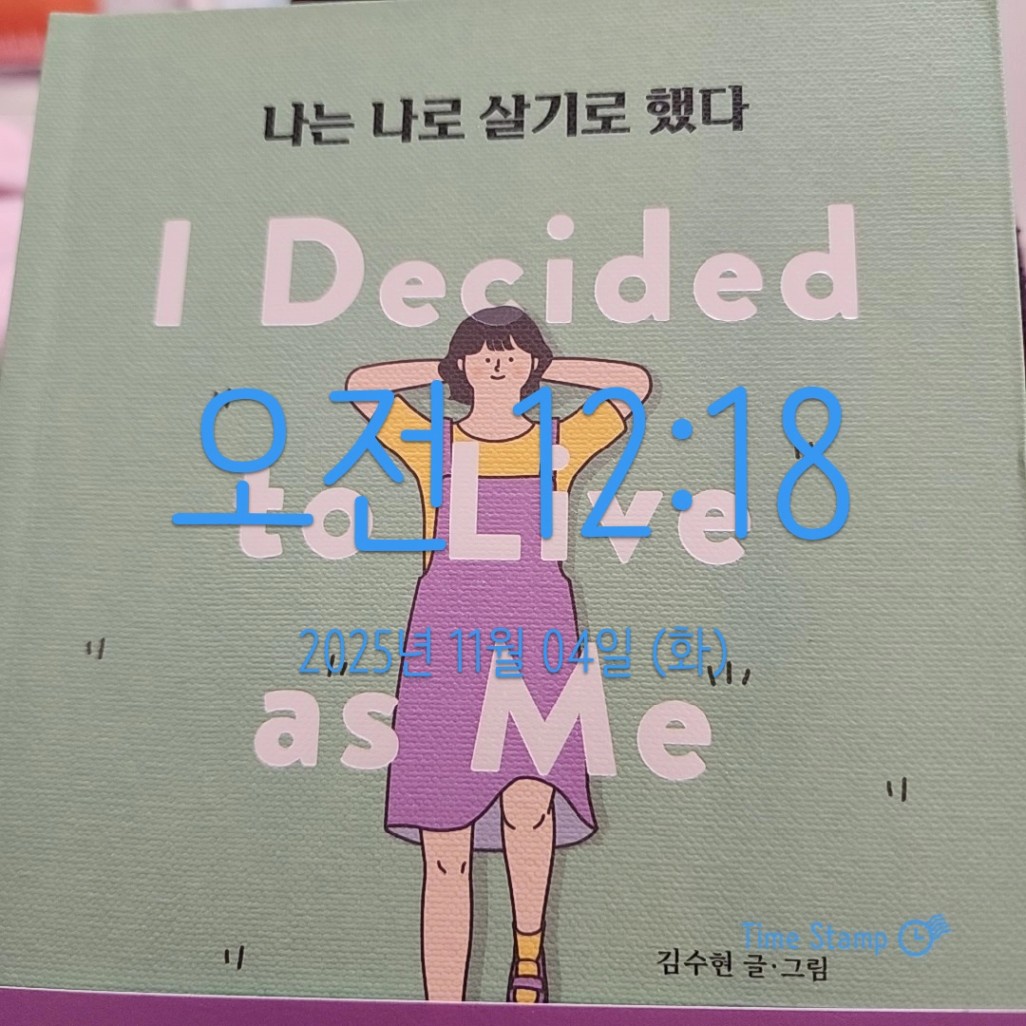 나는 나로 살기로 했다
I Decided
오전 12:18
to Live
2025년 11월 04일 (화)
as Me
Time Stamp
김수현 글·그림